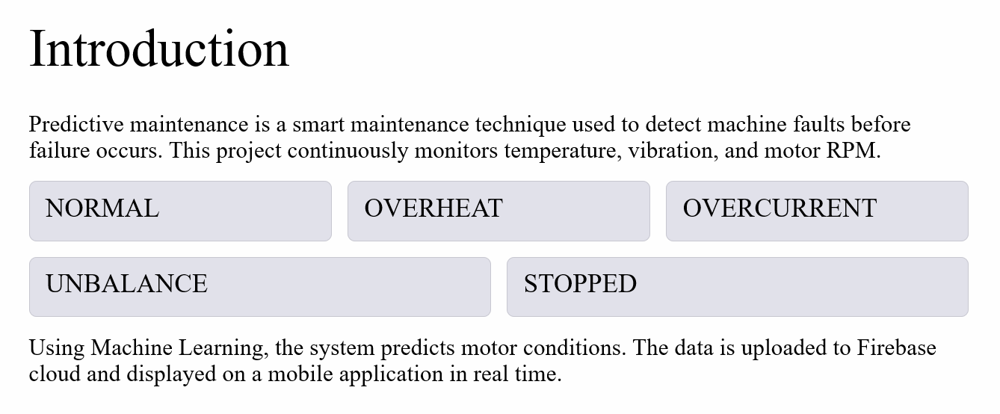 Introduction
Predictive maintenance is a smart maintenance technique used to detect machine faults before
failure occurs. This project continuously monitors temperature, vibration, and motor RPM.
NORMAL
OVERHEAT
OVERCURRENT
UNBALANCE
STOPPED
Using Machine Learning, the system predicts motor conditions. The data is uploaded to Firebase
cloud and displayed on a mobile application in real time.